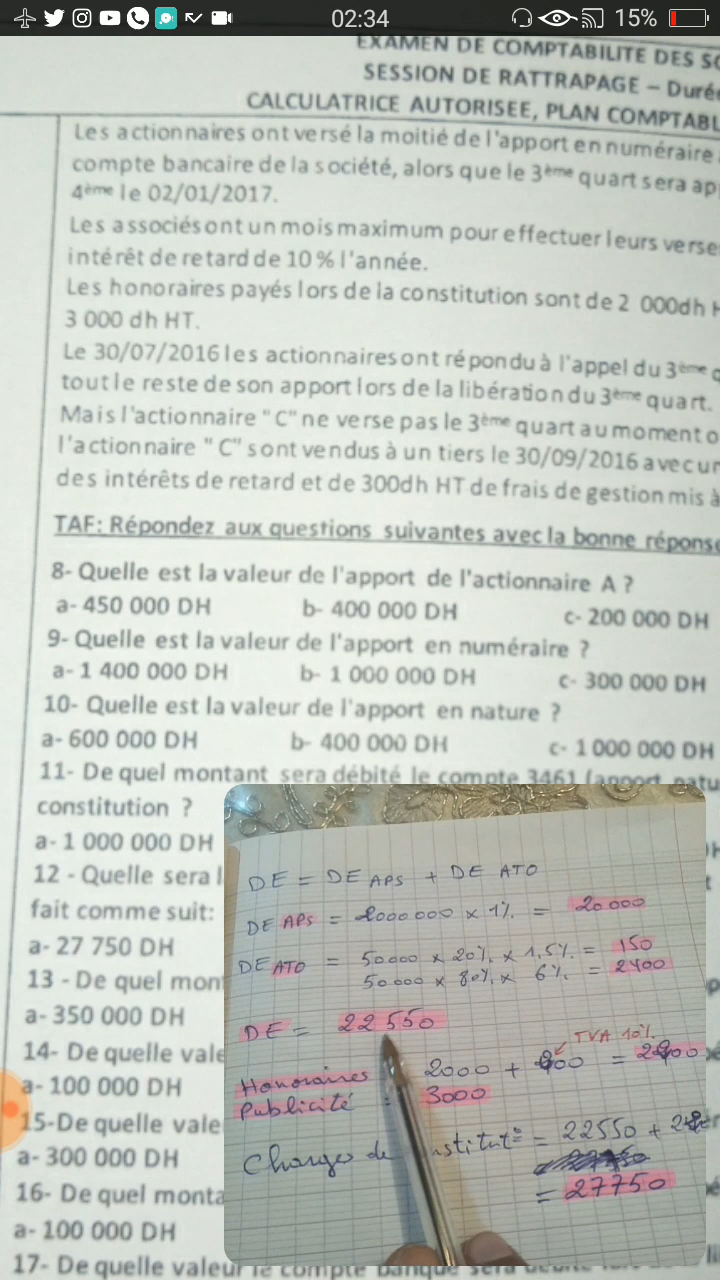 02:34
15%
EXAMEN DE COMPTABILITE DES
SESSION DE RATTRAPAGE – Durée
CALCULATRICE AUTORISEE, PLAN COMPTABL
Les actionnaires ont versé la moitié de l'apport en numéraire
compte bancaire de la société, alors que le 3ème quart sera ap
4ème le 02/01/2017.
Les associés ont un mois maximum pour effectuer leurs verse
intérêt de retard de 10 % l'année.
Les honoraires payés lors de la constitution sont de 2 000dh H
3 000 dh HT.
Le 30/07/2016 les actionnaires ont répondu à l'appel du 3ème q
tout le reste de son apport lors de la libération du 3ème quart.
Mais l'actionnaire "C" ne verse pas le 3ème quart au moment o
l'actionnaire "C" sont vendus à un tiers le 30/09/2016 avec un
des intérêts de retard et de 300dh HT de frais de gestion mis à
TAF: Répondez aux questions suivantes avec la bonne réponse
8- Quelle est la valeur de l'apport de l'actionnaire A ?
a- 450 000 DH b- 400 000 DH c- 200 000 DH
9- Quelle est la valeur de l'apport en numéraire ?
a- 1 400 000 DH b- 1 000 000 DH c- 300 000 DH
10- Quelle est la valeur de l'apport en nature ?
a- 600 000 DH b- 400 000 DH c- 1 000 000 DH
11- De quel montant sera débité le compte 3461 (apport natu
constitution ?
a- 1 000 000 DH
12 - Quelle sera l
fait comme suit:
a- 27 750 DH
13 - De quel mon
a- 350 000 DH
14- De quelle vale
a- 100 000 DH
15-De quelle vale
a- 300 000 DH
16- De quel monta
a- 100 000 DH
17- De quelle valeur le compte banque sera débité
DE = DE APS + DE ATO
DE APS = 2000 000 x 1% = 20 000
DE ATO = 50 000 x 20% x 1,5% = 150
50 000 x 80% x 6% = 2400
DE = 22 550
TVA 10%
Honoraires 2000 + 200 = 2200
Publicité = 3000
Charges de constitut° = 22550 +
= 27750